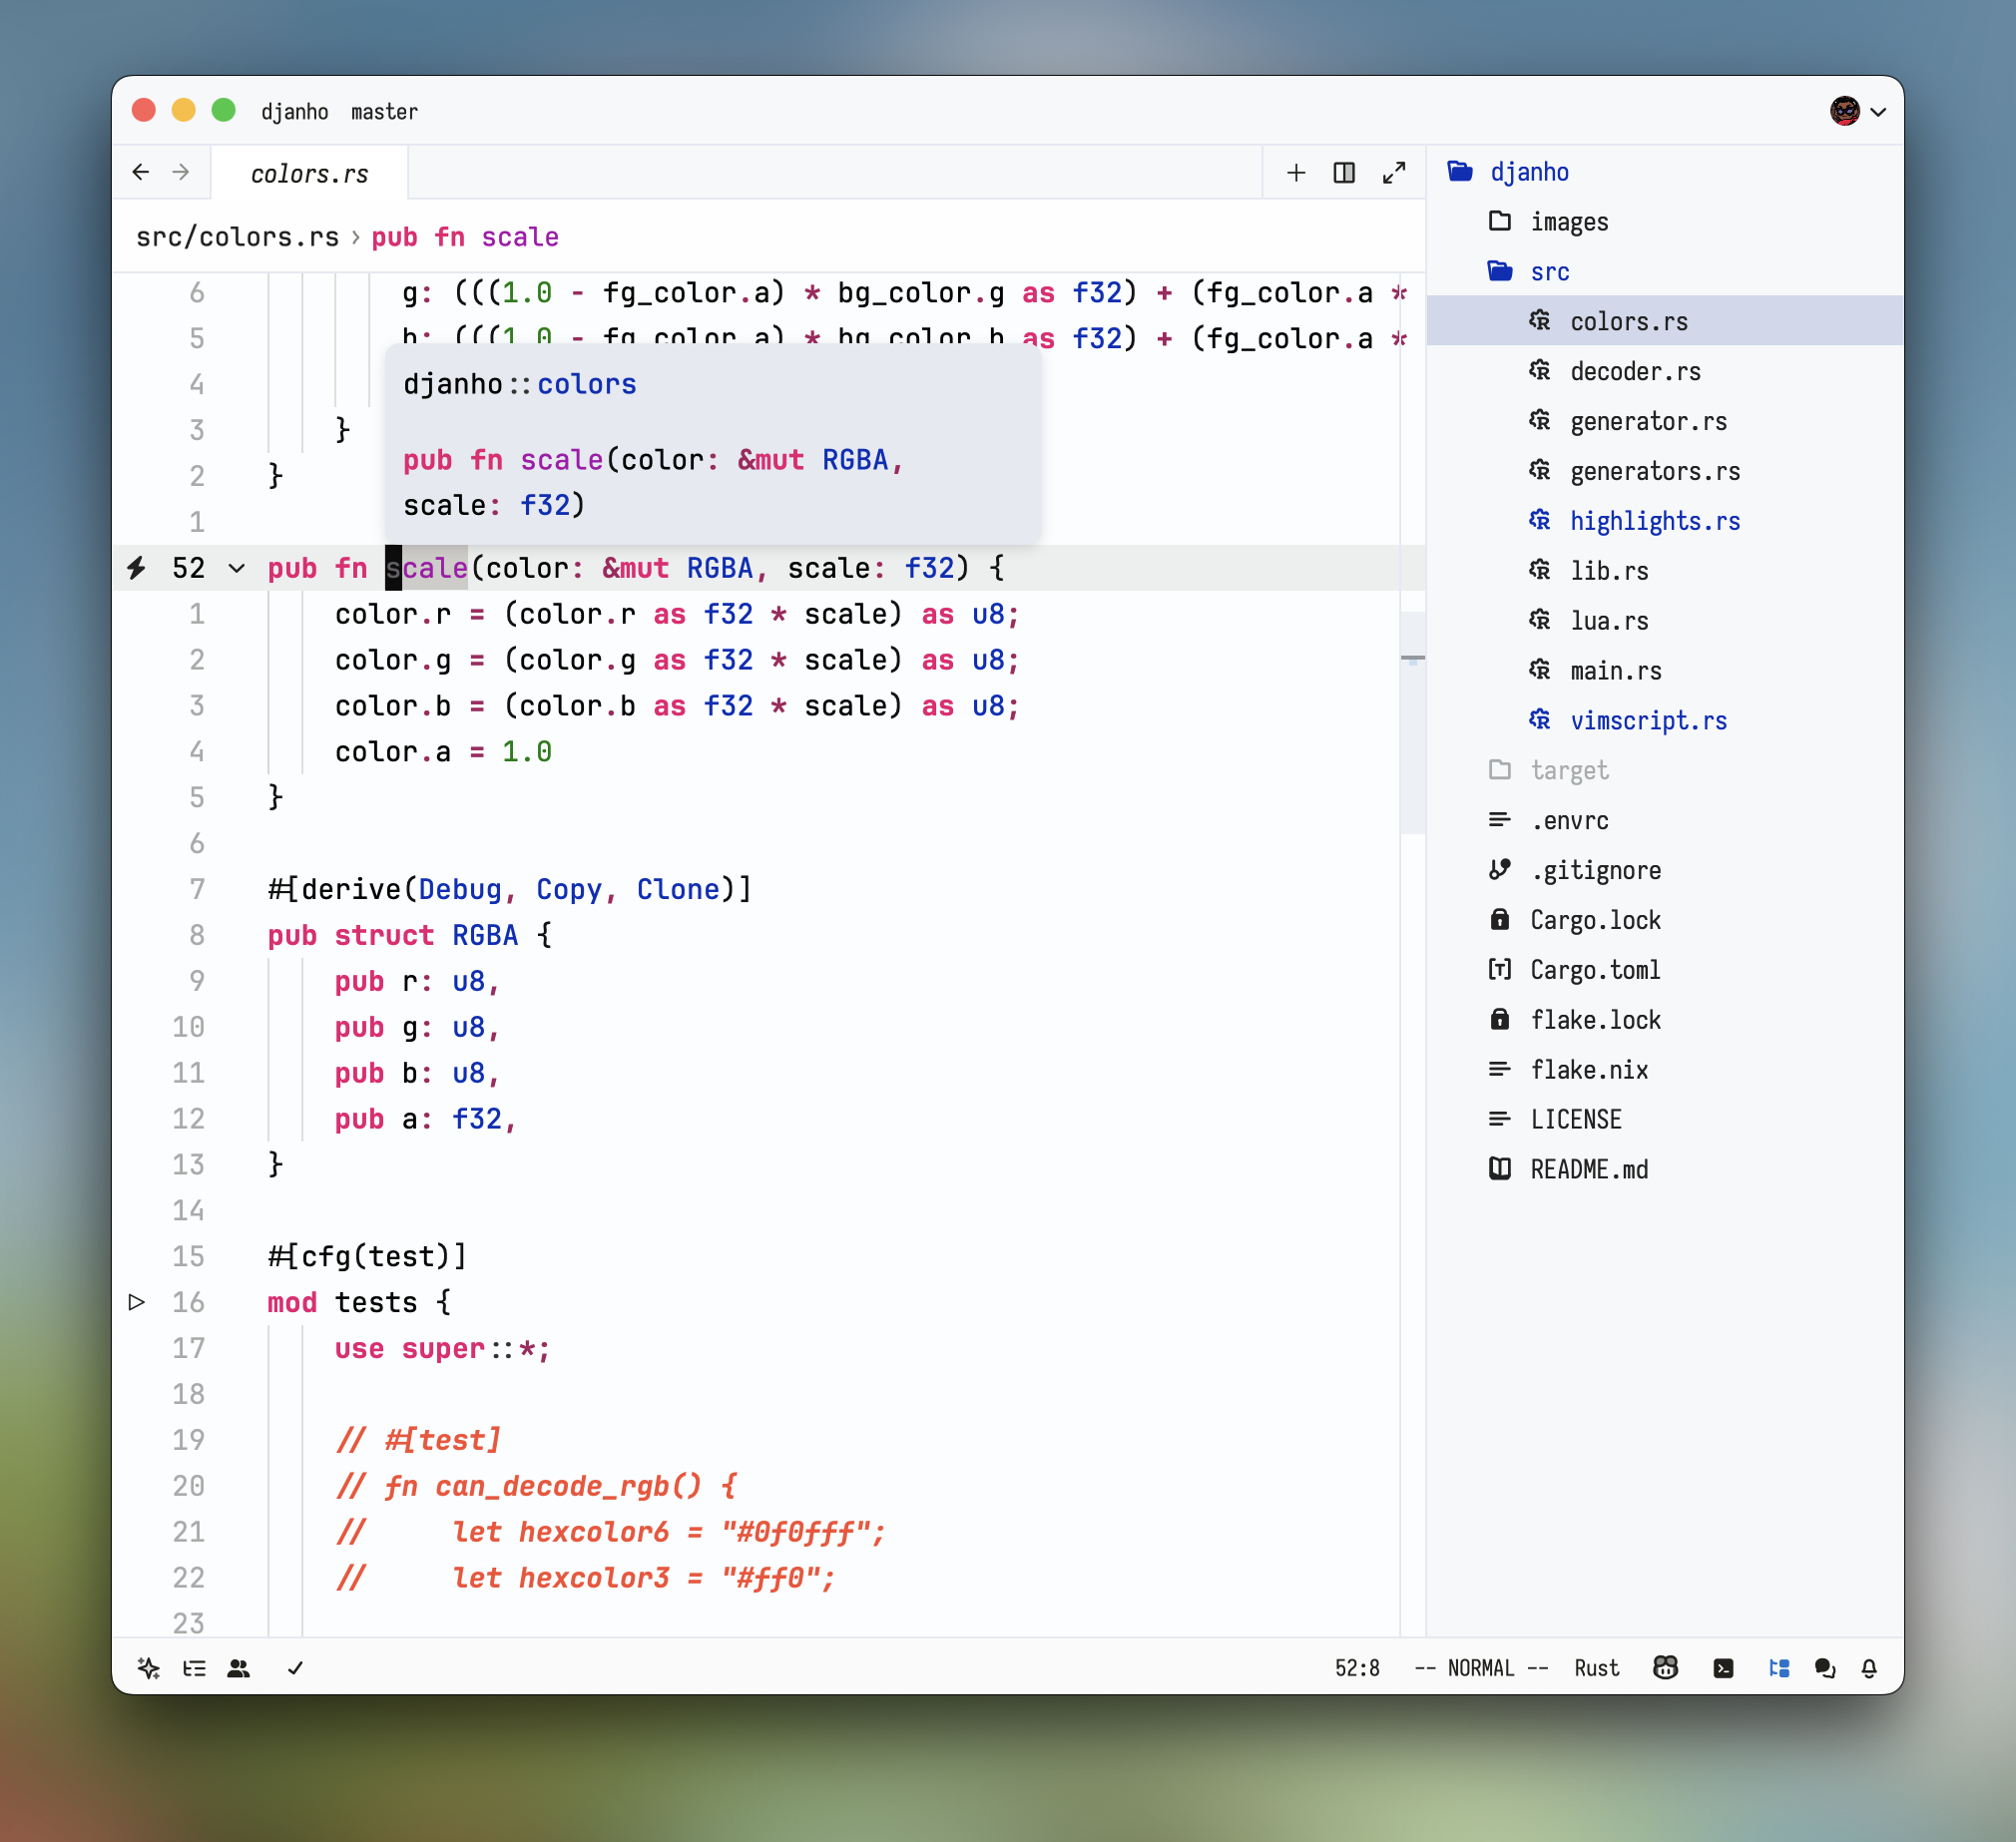 djanho master
colors.rs
src/colors.rs › pub fn scale
6 g: (((1.0 - fg_color.a) * bg_color.g as f32) + (fg_color.a *
5 b: (((1.0 - fg_color.a) * bg_color.b as f32) + (fg_color.a *
4
3 }
2 }
1
djanho::colors
pub fn scale(color: &mut RGBA,
scale: f32)
52 pub fn scale(color: &mut RGBA, scale: f32) {
1 color.r = (color.r as f32 * scale) as u8;
2 color.g = (color.g as f32 * scale) as u8;
3 color.b = (color.b as f32 * scale) as u8;
4 color.a = 1.0
5 }
6
7 #[derive(Debug, Copy, Clone)]
8 pub struct RGBA {
9 pub r: u8,
10 pub g: u8,
11 pub b: u8,
12 pub a: f32,
13 }
14
15 #[cfg(test)]
16 mod tests {
17 use super::*;
18
19 // #[test]
20 // fn can_decode_rgb() {
21 // let hexcolor6 = "#0f0fff";
22 // let hexcolor3 = "#ff0";
23
djanho
images
src
colors.rs
decoder.rs
generator.rs
generators.rs
highlights.rs
lib.rs
lua.rs
main.rs
vimscript.rs
target
.envrc
.gitignore
Cargo.lock
Cargo.toml
flake.lock
flake.nix
LICENSE
README.md
52:8 -- NORMAL -- Rust